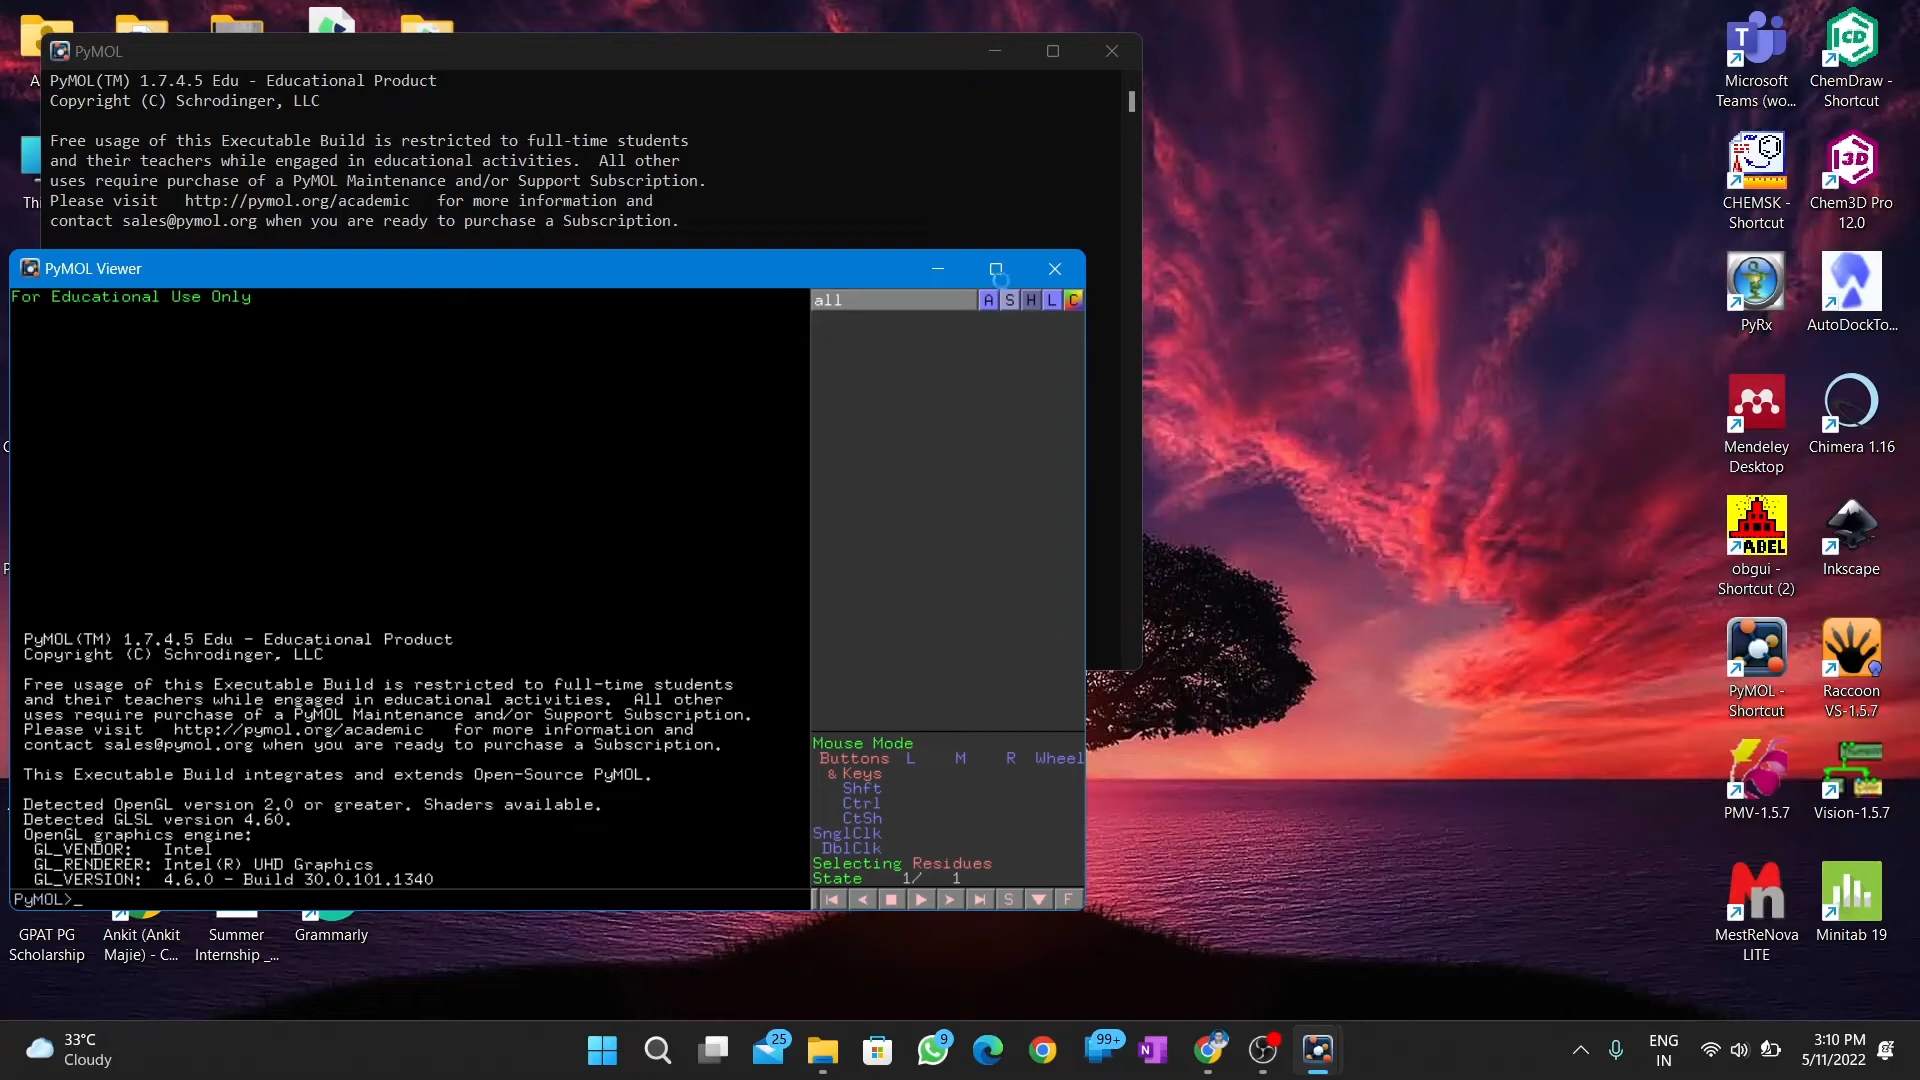 PyMOL
PyMOL(TM) 1.7.4.5 Edu - Educational Product
Copyright (C) Schrodinger, LLC
Free usage of this Executable Build is restricted to full-time students
and their teachers while engaged in educational activities.  All other
uses require purchase of a PyMOL Maintenance and/or Support Subscription.
Please visit   http://pymol.org/academic   for more information and
contact sales@pymol.org when you are ready to purchase a Subscription.
PyMOL Viewer
For Educational Use Only
all A S H L C
PyMOL(TM) 1.7.4.5 Edu - Educational Product
Copyright (C) Schrodinger, LLC
Free usage of this Executable Build is restricted to full-time students
and their teachers while engaged in educational activities.  All other
uses require purchase of a PyMOL Maintenance and/or Support Subscription.
Please visit   http://pymol.org/academic   for more information and
contact sales@pymol.org when you are ready to purchase a Subscription.
This Executable Build integrates and extends Open-Source PyMOL.
Detected OpenGL version 2.0 or greater. Shaders available.
Detected GLSL version 4.60.
OpenGL graphics engine:
GL_VENDOR:   Intel
GL_RENDERER: Intel(R) UHD Graphics
GL_VERSION:  4.6.0 - Build 30.0.101.1340
PyMOL>_
Mouse Mode
Buttons L M R Wheel
& Keys
Shft
Ctrl
CtSh
SnglClk
DblClk
Selecting Residues
State 1/ 1
S F
Microsoft
Teams (wo...
ChemDraw -
Shortcut
CHEMSK -
Shortcut
Chem3D Pro
12.0
PyRx
AutoDockTo...
Mendeley
Desktop
Chimera 1.16
obgui -
Shortcut (2)
Inkscape
PyMOL -
Shortcut
Raccoon
VS-1.5.7
PMV-1.5.7
Vision-1.5.7
MestReNova
LITE
Minitab 19
GPAT PG
Scholarship
Ankit (Ankit
Majie) - C...
Summer
Internship _...
Grammarly
33°C
Cloudy
25
9
99+
ENG
IN
3:10 PM
5/11/2022